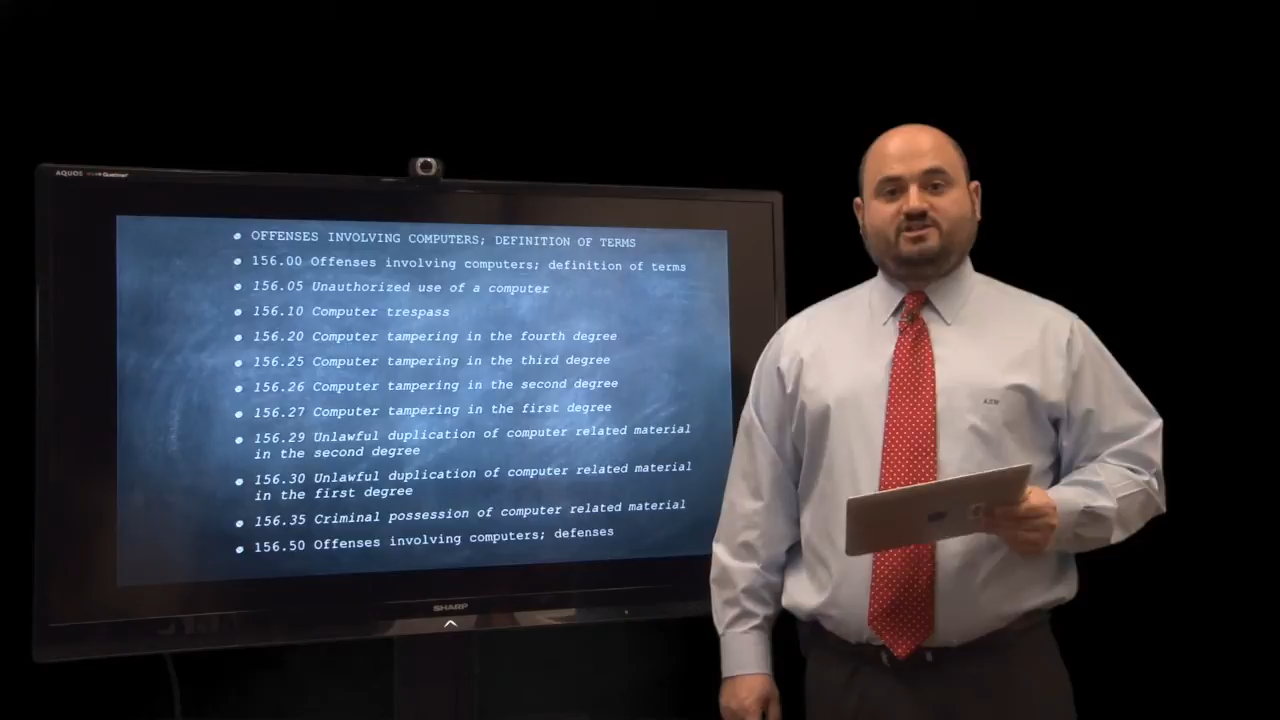 AQUOS
OFFENSES INVOLVING COMPUTERS; DEFINITION OF TERMS
156.00 Offenses involving computers; definition of terms
156.05 Unauthorized use of a computer
156.10 Computer trespass
156.20 Computer tampering in the fourth degree
156.25 Computer tampering in the third degree
156.26 Computer tampering in the second degree
156.27 Computer tampering in the first degree
156.29 Unlawful duplication of computer related material
in the second degree
156.30 Unlawful duplication of computer related material
in the first degree
156.35 Criminal possession of computer related material
156.50 Offenses involving computers; defenses
SHARP